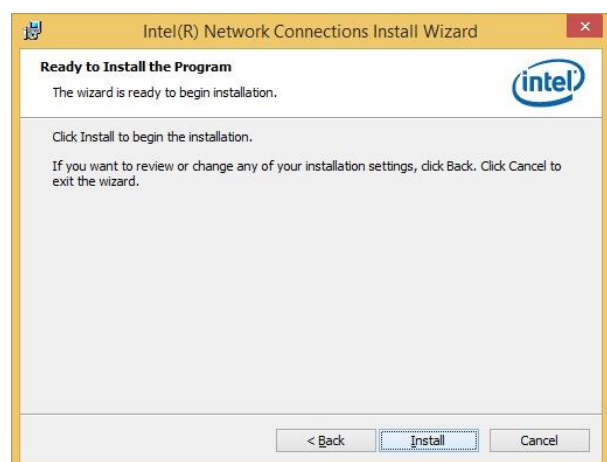 Intel(R) Network Connections Install Wizard
Ready to Install the Program
The wizard is ready to begin installation.
intel
Click Install to begin the installation.
If you want to review or change any of your installation settings, click Back. Click Cancel to
exit the wizard.
< Back
Install
Cancel